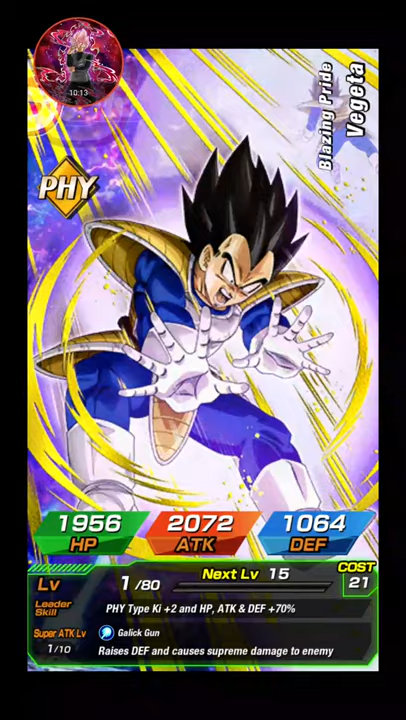 10:13
Blazing Pride
Vegeta
PHY
1956 2072 1064
HP ATK DEF
COST
21
Lv 1/80 Next Lv 15
Leader
Skill
PHY Type Ki +2 and HP, ATK & DEF +70%
Super ATK Lv
1/10
Galick Gun
Raises DEF and causes supreme damage to enemy